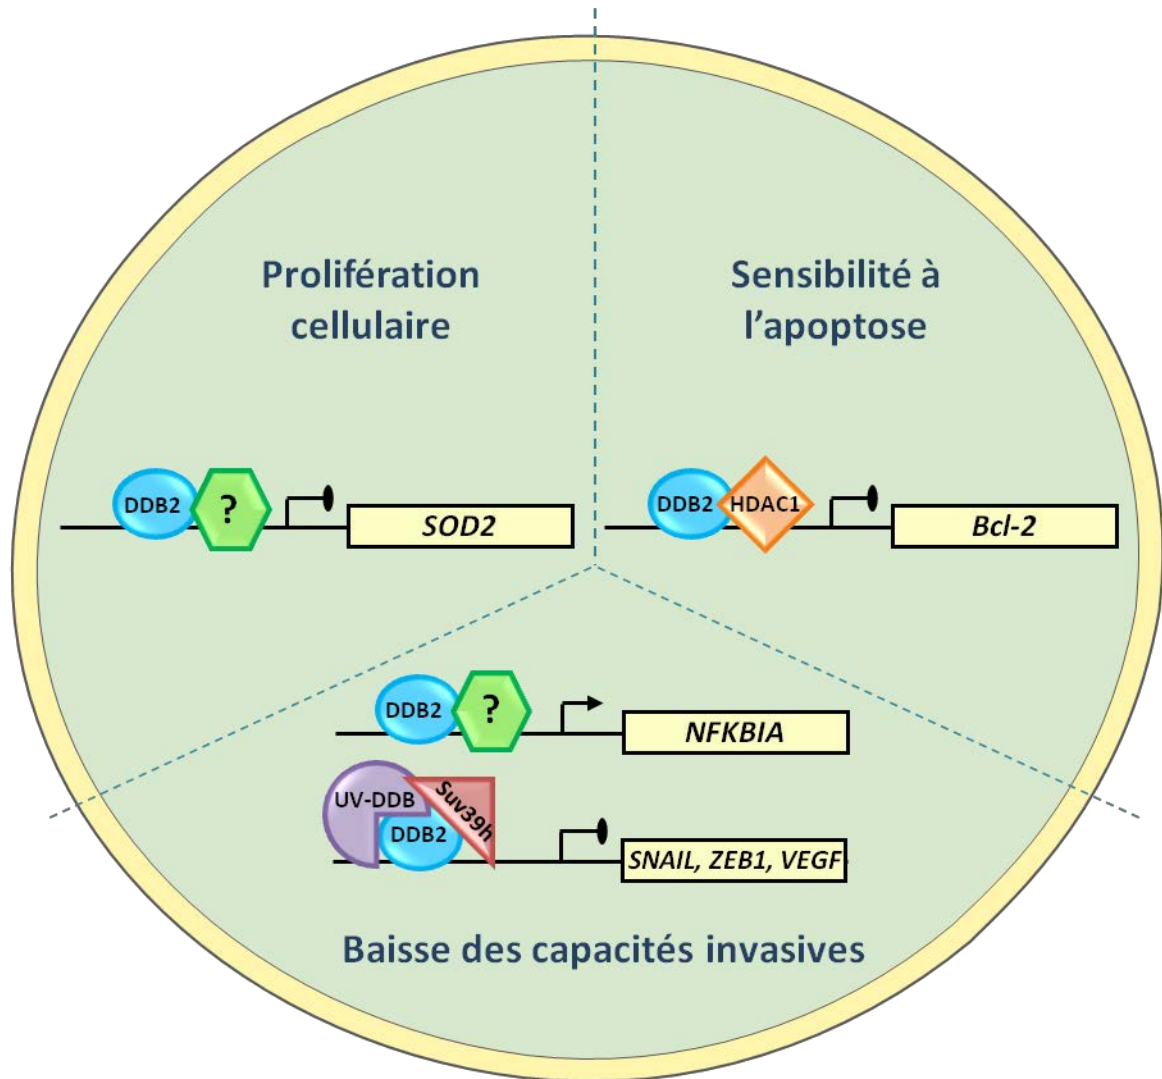 Prolifération
cellulaire
DDB2
?
SOD2
Sensibilité à
l'apoptose
DDB2
HDAC1
Bcl-2
DDB2
?
NFKBIA
UV-DDB
DDB2
Suv39h
SNAIL, ZEB1, VEGF
Baisse des capacités invasives